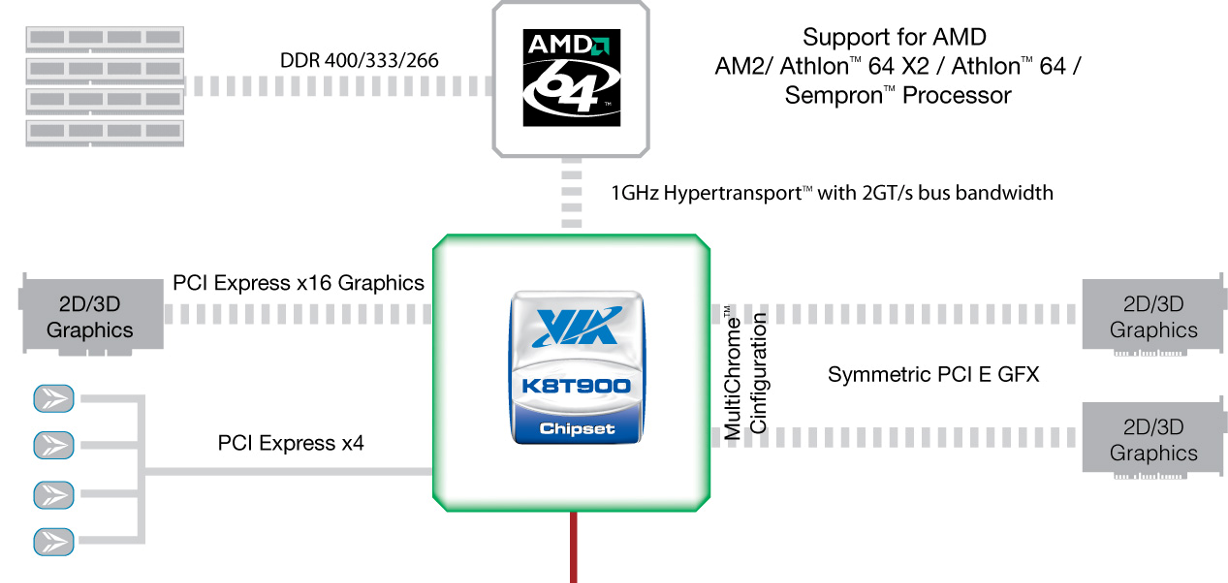 DDR 400/333/266
AMD
64™
Support for AMD
AM2/ Athlon™ 64 X2 / Athlon™ 64 /
Sempron™ Processor
1GHz Hypertransport™ with 2GT/s bus bandwidth
PCI Express x16 Graphics
2D/3D
Graphics
VIA
K8T900
Chipset
MultiChrome™
Cinfiguration
2D/3D
Graphics
Symmetric PCI E GFX
2D/3D
Graphics
PCI Express x4